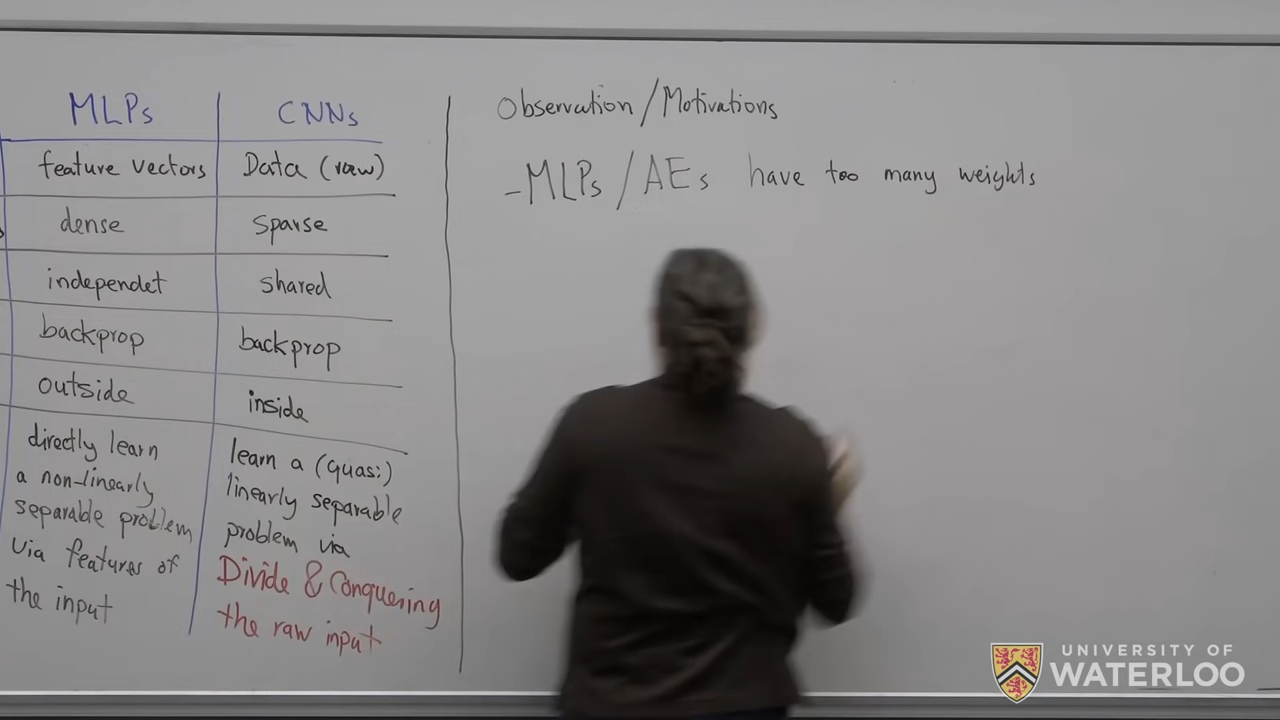 MLPs
CNNs
feature vectors
Data (raw)
dense
sparse
independet
shared
backprop
backprop
outside
inside
directly learn
a non-linearly
separable problem
via features of
the input
learn a (quasi)
linearly separable
problem via
Divide & Conquering
the raw input
Observation/Motivations
- MLPs / AEs have too many weights
UNIVERSITY OF
WATERLOO